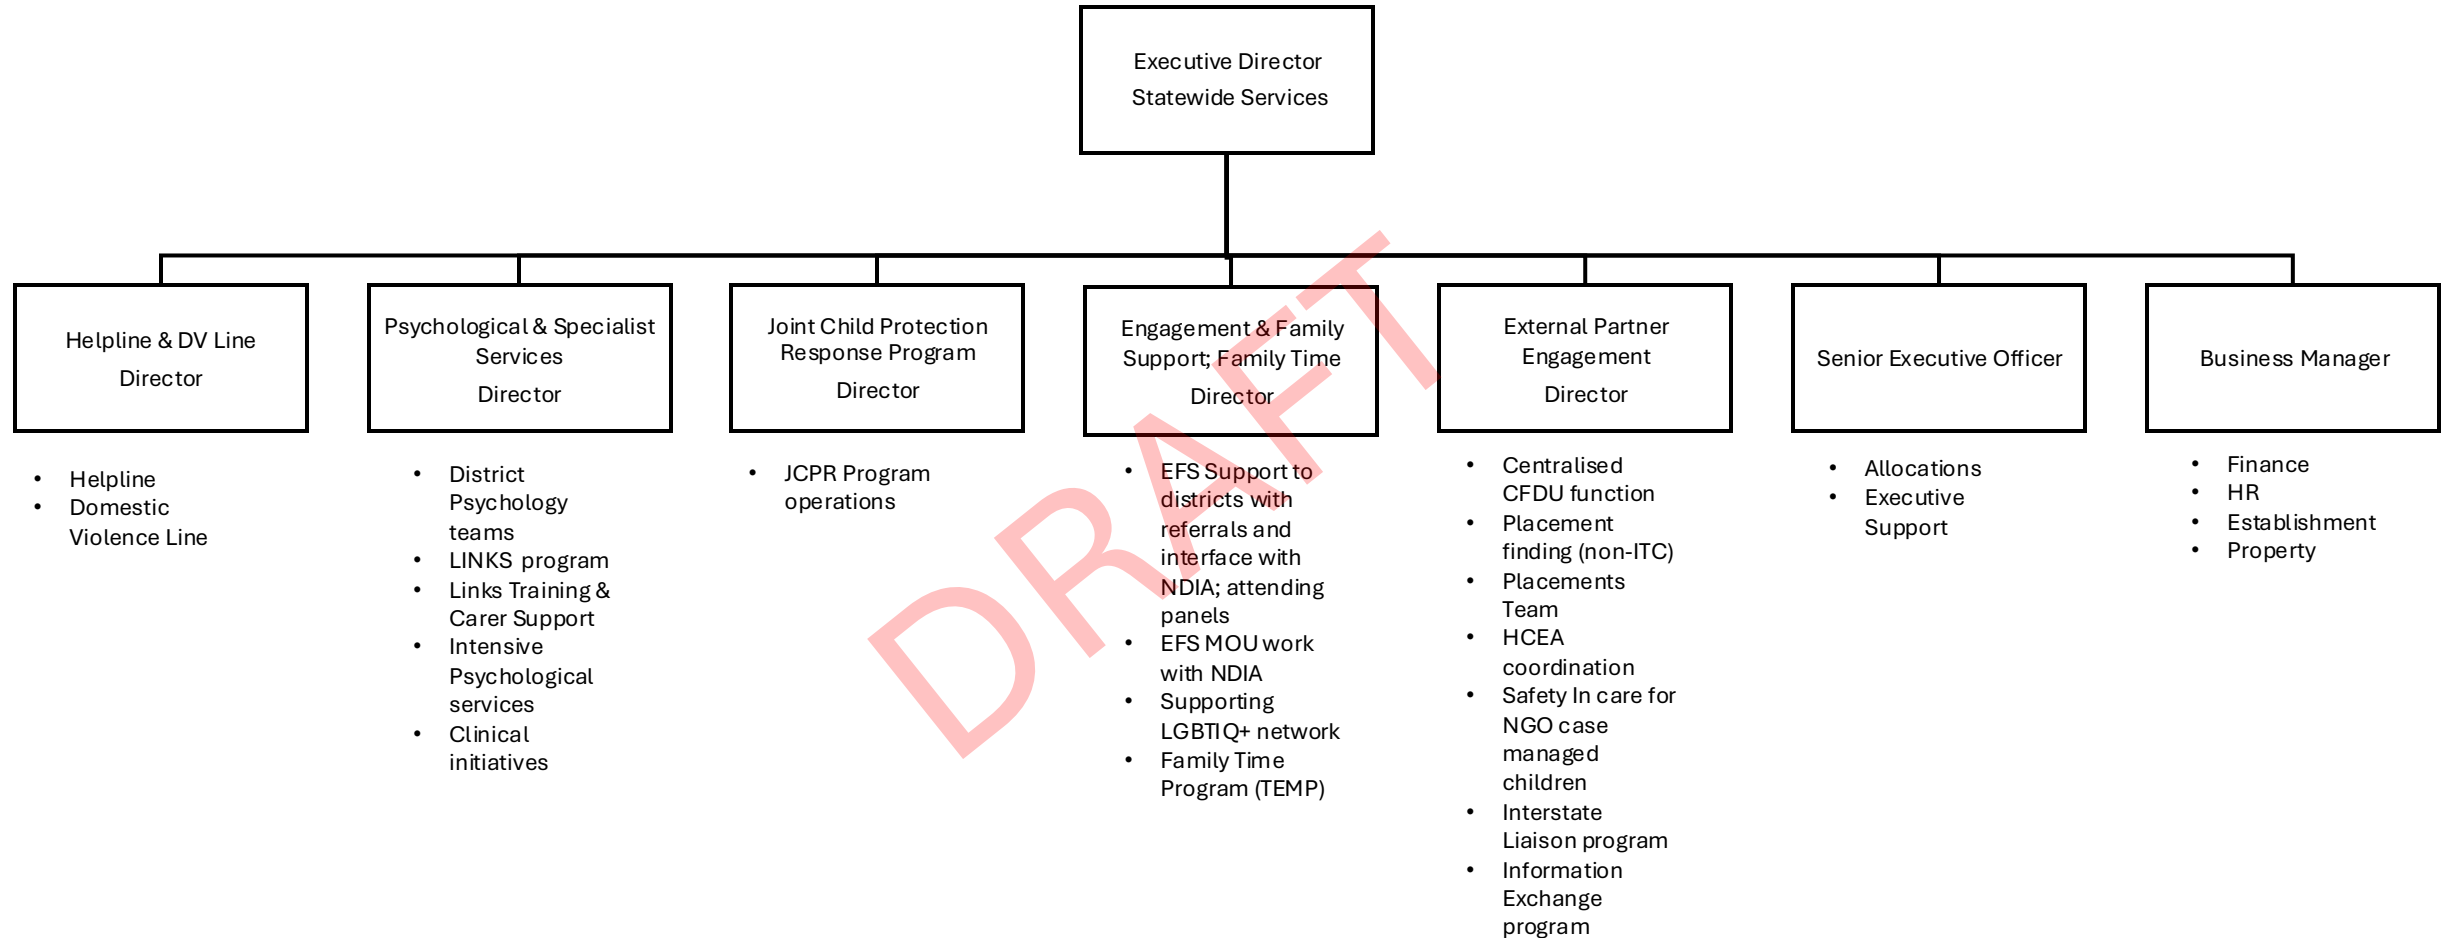 Executive Director
Statewide Services
Helpline & DV Line
Director
Psychological & Specialist
Services
Director
Joint Child Protection
Response Program
Director
Engagement & Family
Support; Family Time
Director
External Partner
Engagement
Director
Senior Executive Officer
Business Manager
• Helpline
• Domestic
Violence Line
• District
Psychology
teams
• LINKS program
• Links Training &
Carer Support
• Intensive
Psychological
services
• Clinical
initiatives
• JCPR Program
operations
• EFS Support to
districts with
referrals and
interface with
NDIA; attending
panels
• EFS MOU work
with NDIA
• Supporting
LGBTIQ+ network
• Family Time
Program (TEMP)
• Centralised
CFDU function
• Placement
finding (non-ITC)
• Placements
Team
• HCEA
coordination
• Safety In care for
NGO case
managed
children
• Interstate
Liaison program
• Information
Exchange
program
• Allocations
• Executive
Support
• Finance
• HR
• Establishment
• Property
DRAFT